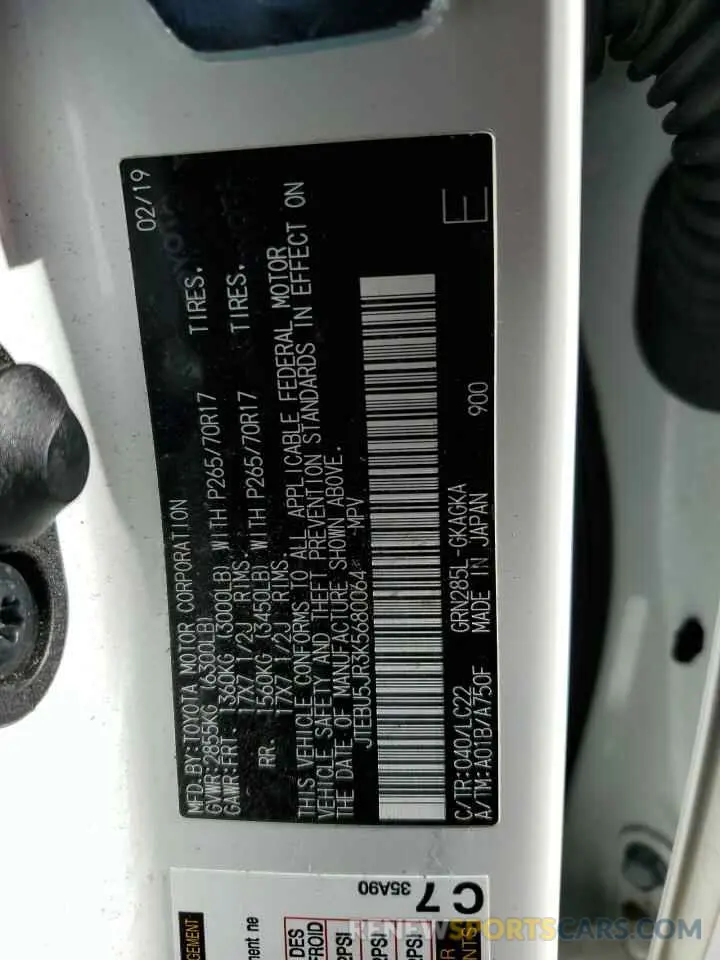 MFD.BY:TOYOTA MOTOR CORPORATION 02/19
GVWR:2855KG (6300LB)
GAWR:FRT: 1360KG (3000LB) WITH P265/70R17 TIRES.
17X7 1/2J RIMS.
RR. 1560KG (3450LB) WITH P265/70R17 TIRES.
17X7 1/2J RIMS
THIS VEHICLE CONFORMS TO ALL APPLICABLE FEDERAL MOTOR
VEHICLE SAFETY AND THEFT PREVENTION STANDARDS IN EFFECT ON
THE DATE OF MANUFACTURE SHOWN ABOVE.
JTEBU5JR3K5680064 MPV
C/TR:040/LC22 GRN285L-GKAGKA 900 E
A/TM:A01B/A750F MADE IN JAPAN
C 7
35A90
RENEWSPORTSCARS.COM